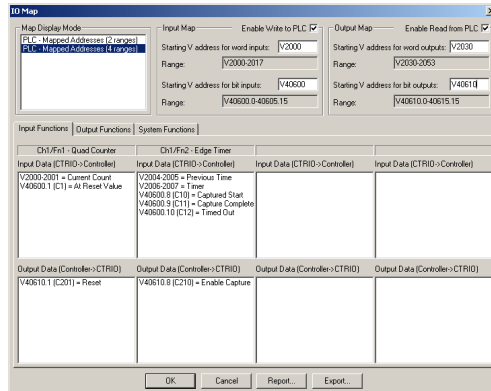 IO Map
Map Display Mode
PLC - Mapped Addresses (2 ranges)
PLC - Mapped Addresses (4 ranges)
Input Map
Enable Write to PLC
Starting V address for word inputs:
V2000
Range:
V2000-2017
Starting V address for bit inputs:
V40600
Range:
V40600.0-40605.15
Output Map
Enable Read from PLC
Starting V address for word outputs:
V2030
Range:
V2030-2053
Starting V address for bit outputs:
V40610
Range:
V40610.0-40615.15
Input Functions
Output Functions
System Functions
Ch1/Fn1 - Quad Counter
Ch1/Fn2 - Edge Timer
Input Data (CTRIO->Controller)
Input Data (CTRIO->Controller)
Input Data (CTRIO->Controller)
Input Data (CTRIO->Controller)
V2000-2001 = Current Count
V40600.1 (C1) = At Reset Value
V2004-2005 = Previous Time
V2006-2007 = Timer
V40600.8 (C10) = Captured Start
V40600.9 (C11) = Capture Complete
V40600.10 (C12) = Timed Out
Output Data (Controller->CTRIO)
Output Data (Controller->CTRIO)
Output Data (Controller->CTRIO)
Output Data (Controller->CTRIO)
V40610.1 (C201) = Reset
V40610.8 (C210) = Enable Capture
OK
Cancel
Report...
Export...